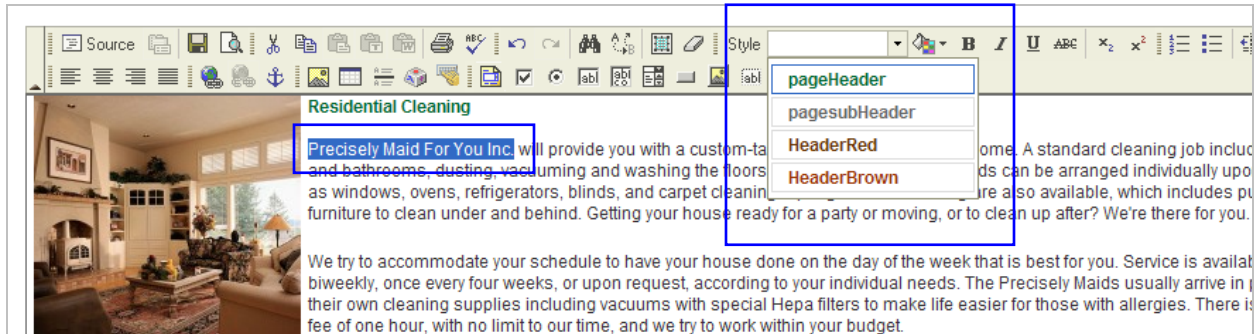 Source Style
pageHeader
pagesubHeader
HeaderRed
HeaderBrown
Residential Cleaning
Precisely Maid For You Inc. will provide you with a custom-ta ome. A standard cleaning job includ
and bathrooms, dusting, vacuuming and washing the floors ds can be arranged individually upo
as windows, ovens, refrigerators, blinds, and carpet cleaning are also available, which includes pu
furniture to clean under and behind. Getting your house ready for a party or moving, or to clean up after? We're there for you.
We try to accommodate your schedule to have your house done on the day of the week that is best for you. Service is availab
biweekly, once every four weeks, or upon request, according to your individual needs. The Precisely Maids usually arrive in
their own cleaning supplies including vacuums with special Hepa filters to make life easier for those with allergies. There is
fee of one hour, with no limit to our time, and we try to work within your budget.